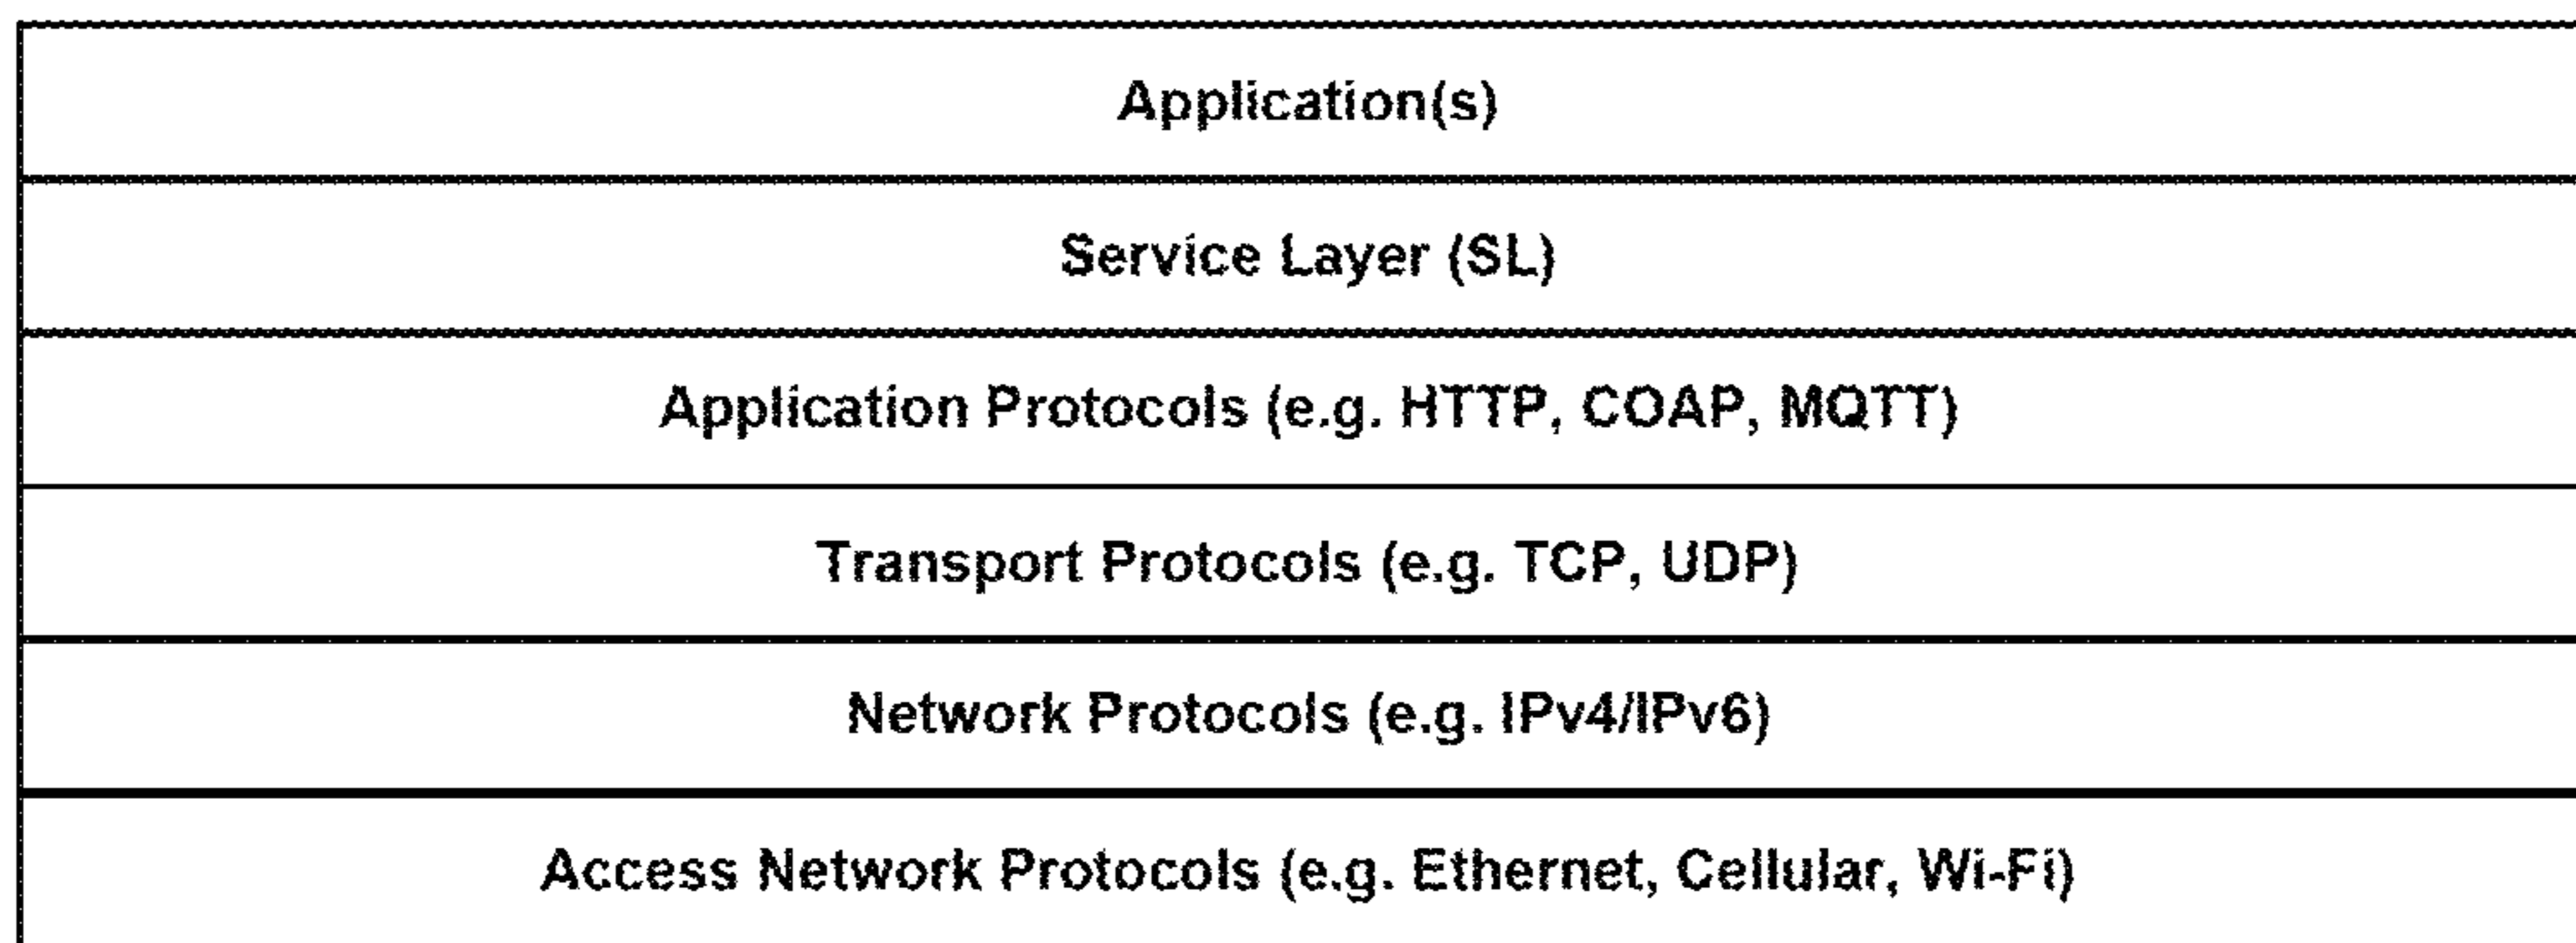 Application(s)
Service Layer (SL)
Application Protocols (e.g. HTTP, COAP, MQTT)
Transport Protocols (e.g. TCP, UDP)
Network Protocols (e.g. IPv4/IPv6)
Access Network Protocols (e.g. Ethernet, Cellular, Wi-Fi)